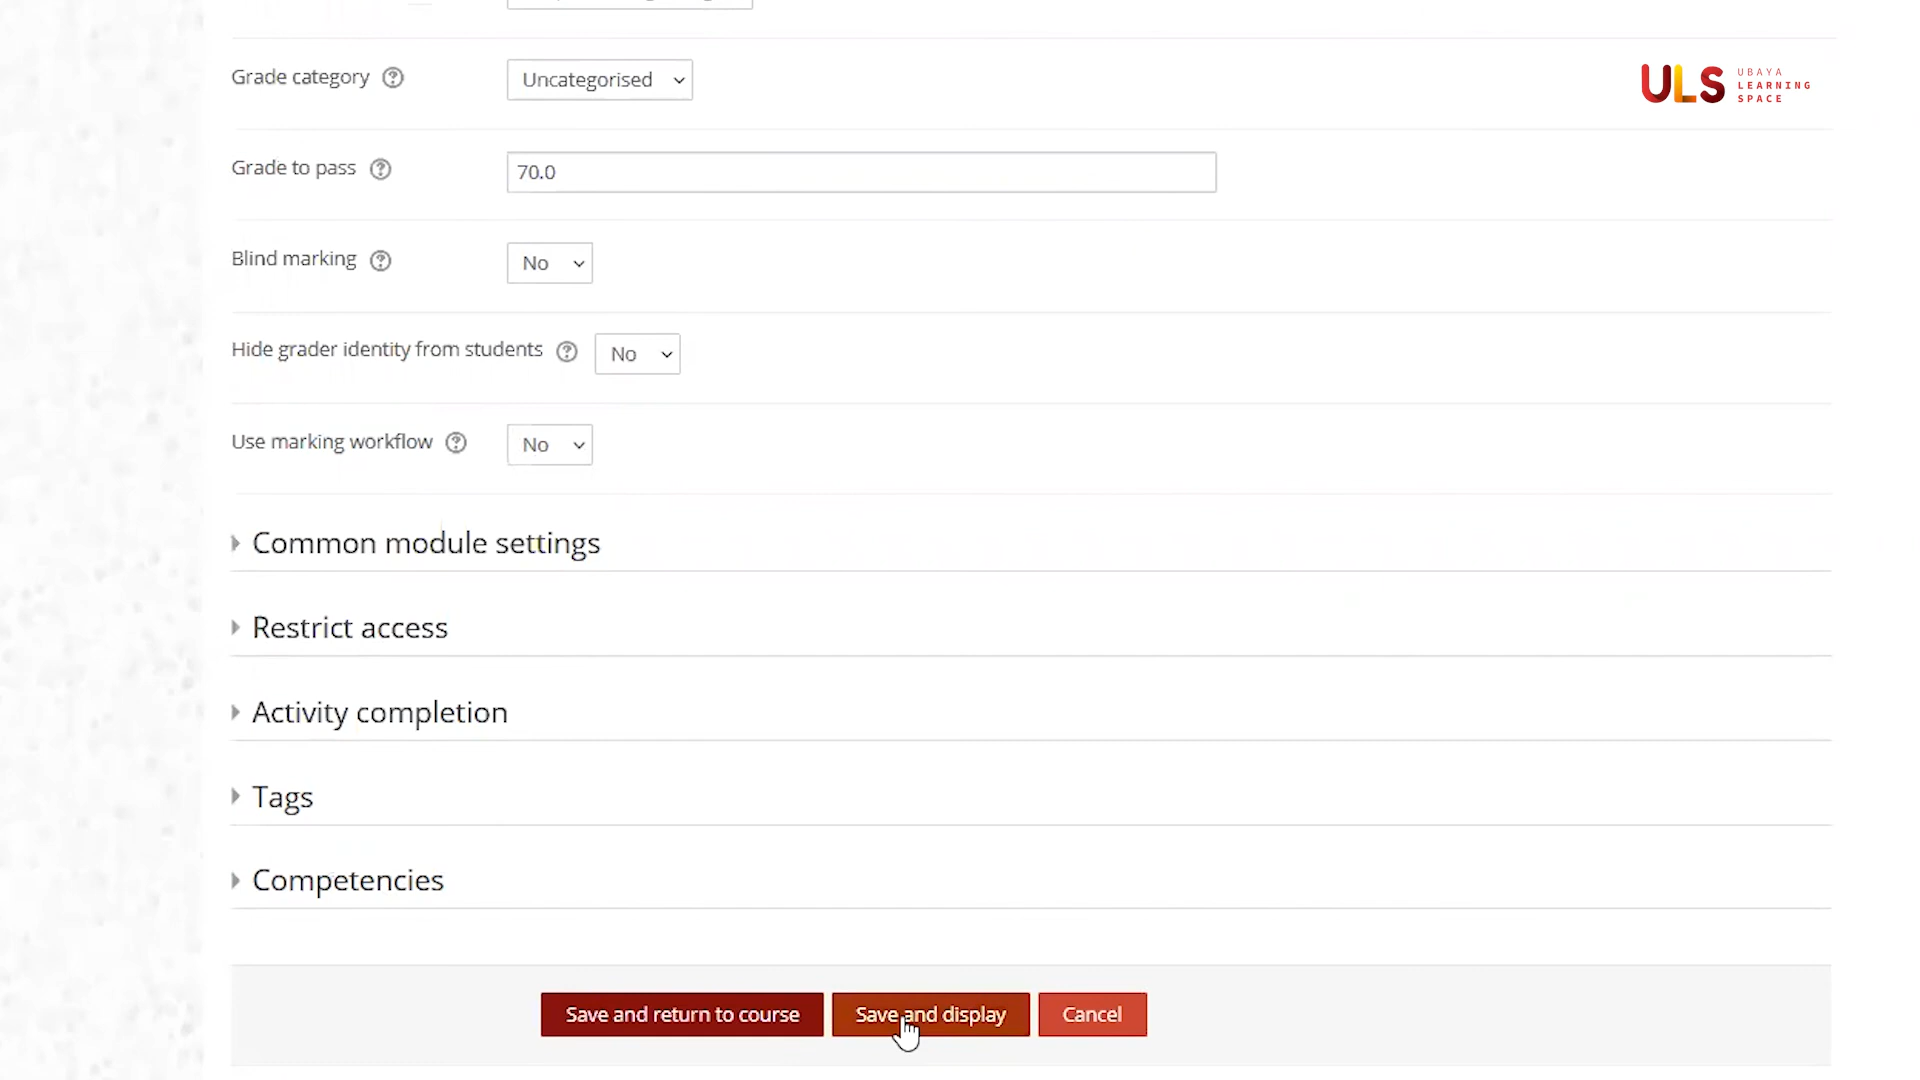 Grade category
Uncategorised
ULS
UBAYA
LEARNING
SPACE
Grade to pass
70.0
Blind marking
No
Hide grader identity from students
No
Use marking workflow
No
Common module settings
Restrict access
Activity completion
Tags
Competencies
Save and return to course
Save and display
Cancel